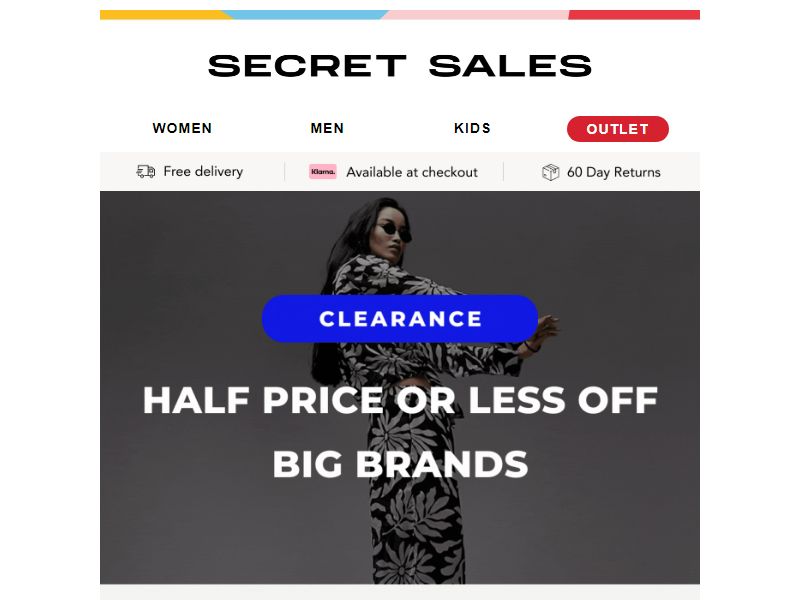 SECRET SALES
WOMEN MEN KIDS OUTLET
Free delivery Klarna. Available at checkout 60 Day Returns
CLEARANCE
HALF PRICE OR LESS OFF
BIG BRANDS